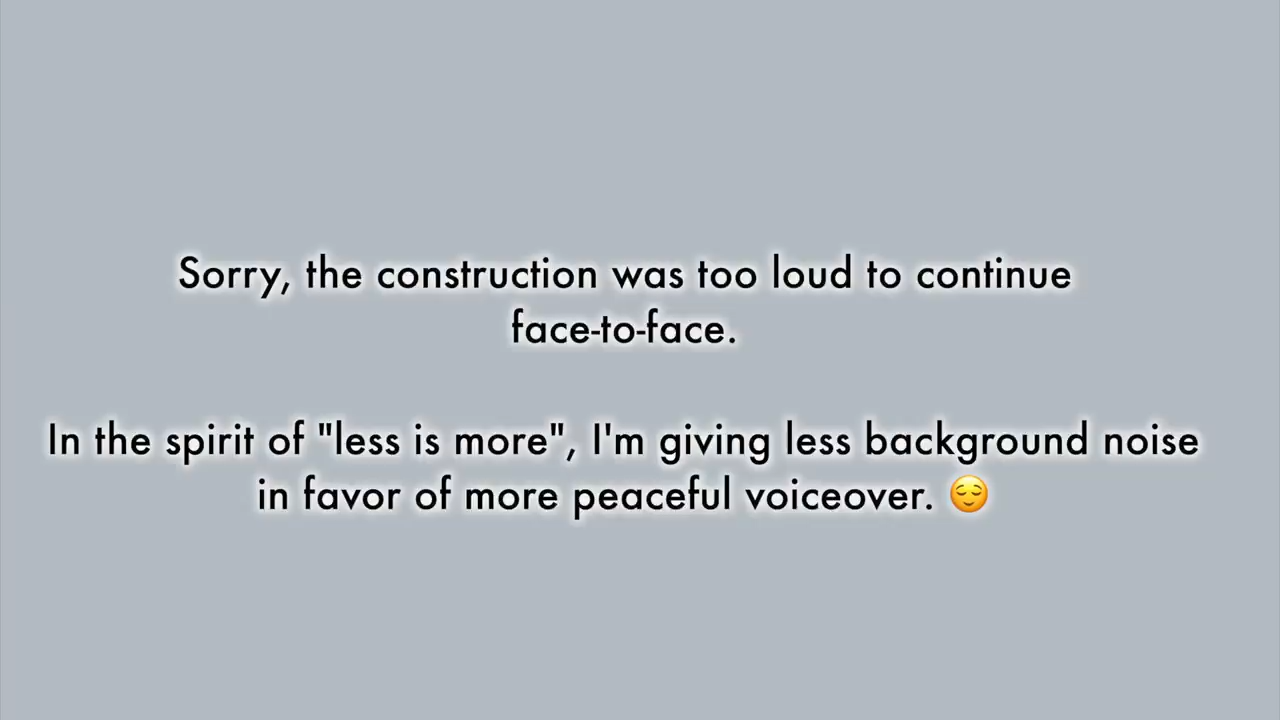 Sorry, the construction was too loud to continue
face-to-face.
In the spirit of "less is more", I'm giving less background noise
in favor of more peaceful voiceover. 😌